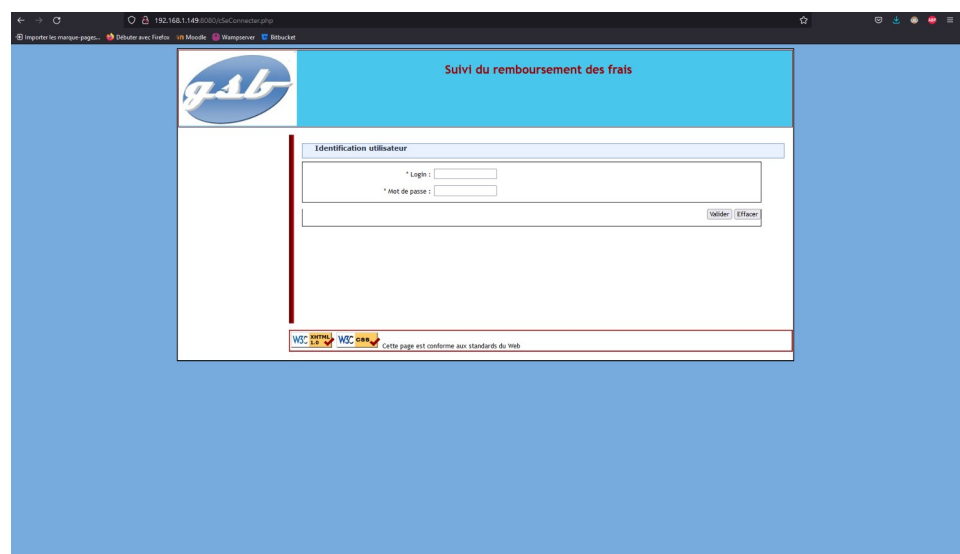 192.168.1.149:8080/cSeConnecter.php
Importer les marque-pages... Débuter avec Firefox Moodle Wampserver Bitbucket
gsb
Suivi du remboursement des frais
Identification utilisateur
* Login :
* Mot de passe :
Valider Effacer
W3C XHTML 1.0 W3C css Cette page est conforme aux standards du Web